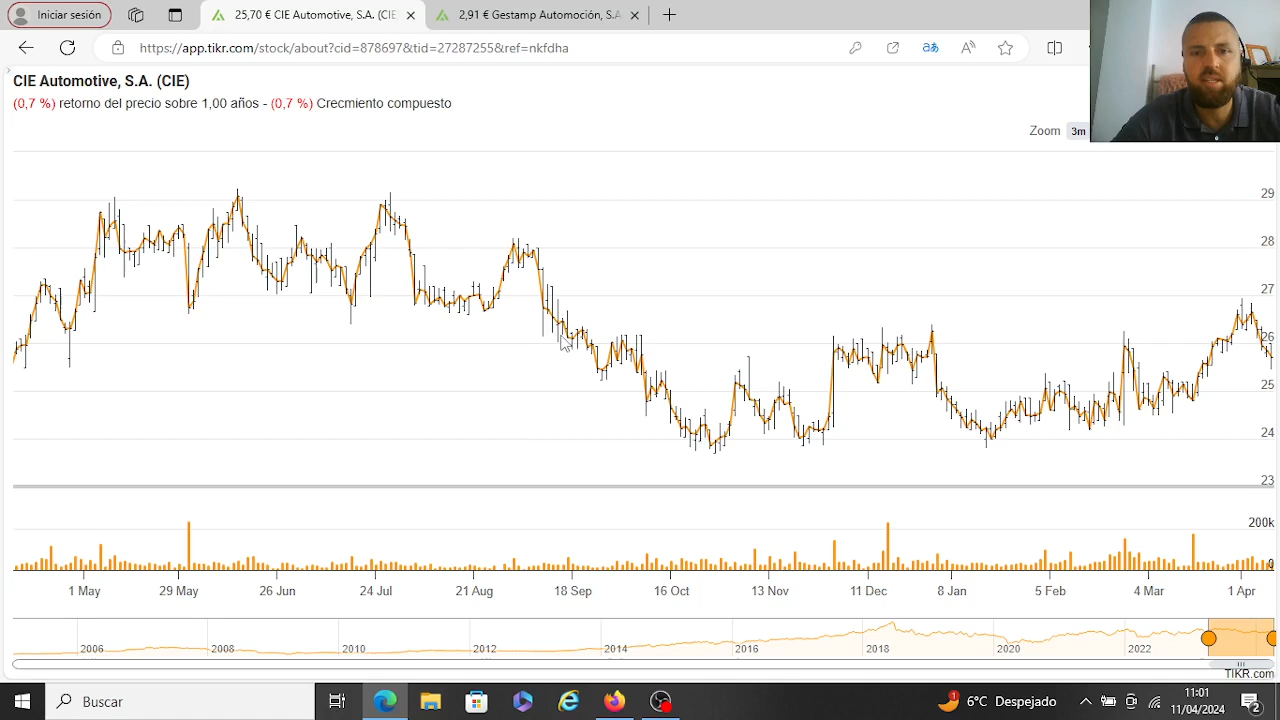 Iniciar sesión
25,70 € CIE Automotive, S.A. (CIE
2,91 € Gestamp Automoción, S.A
https://app.tikr.com/stock/about?cid=878697&tid=27287255&ref=nkfdha
CIE Automotive, S.A. (CIE)
(0,7 %) retorno del precio sobre 1,00 años - (0,7 %) Crecmiento compuesto
Zoom 3m
29
28
27
26
25
24
23
200k
0
1 May 29 May 26 Jun 24 Jul 21 Aug 18 Sep 16 Oct 13 Nov 11 Dec 8 Jan 5 Feb 4 Mar 1 Apr
2006 2008 2010 2012 2014 2016 2018 2020 2022
TIKR.com
Buscar
1 6°C Despejado
11:01
11/04/2024
2